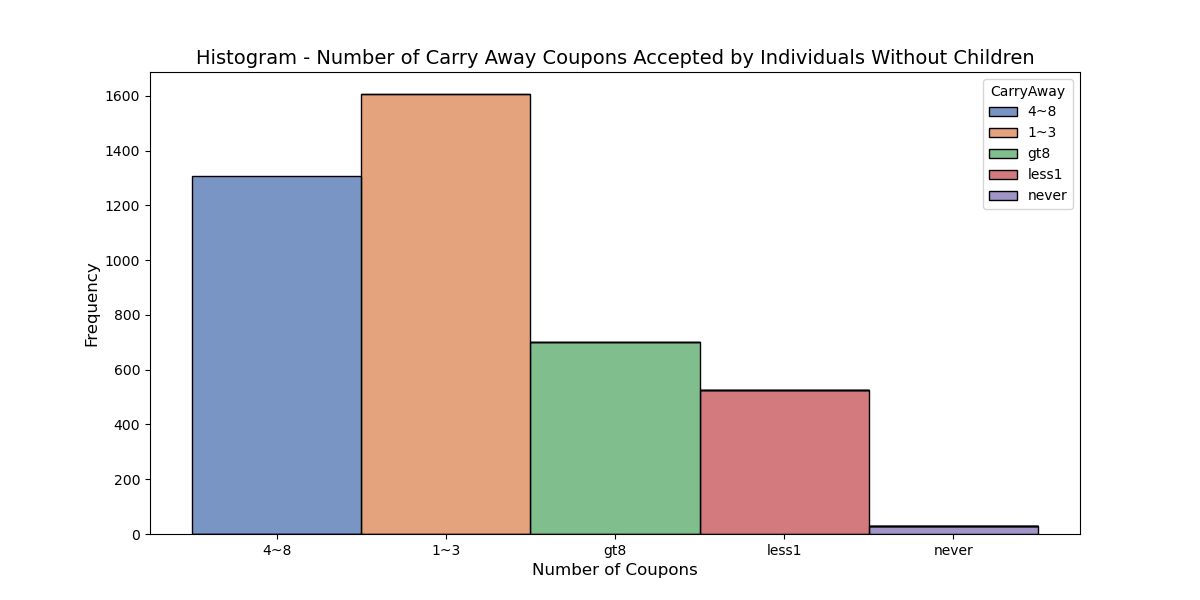 Histogram - Number of Carry Away Coupons Accepted by Individuals Without Children
CarryAway
4~8
1~3
gt8
less1
never
Frequency
1600
1400
1200
1000
800
600
400
200
0
4~8 1~3 gt8 less1 never
Number of Coupons